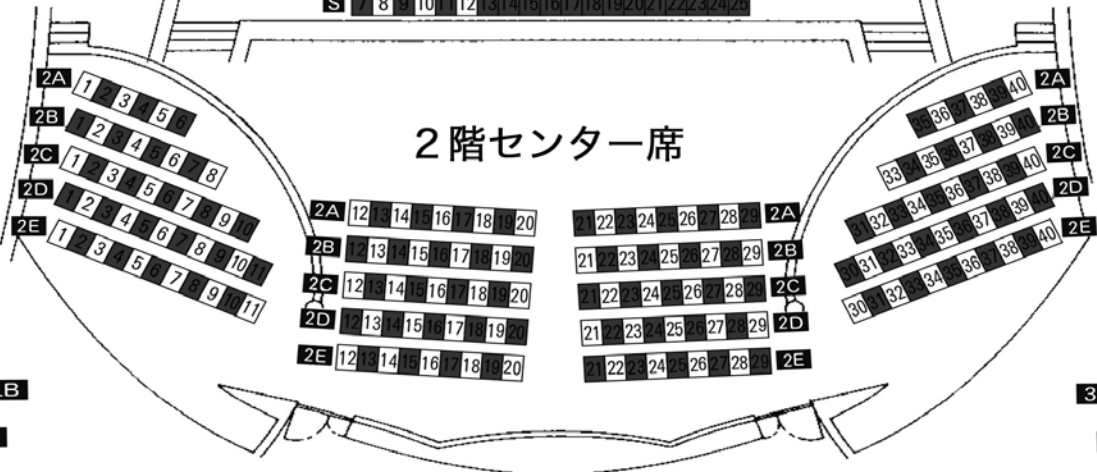 S 7 8 9 10 11 12 13 14 15 16 17 18 19 20 21 22 23 24 25
2A 1 2 3 4 5 6
35 36 37 38 39 40 2A
2B 1 2 3 4 5 6 7 8
33 34 35 36 37 38 39 40 2B
2階センター席
2C 1 2 3 4 5 6 7 8 9 10
31 32 33 34 35 36 37 38 39 40 2C
2D 1 2 3 4 5 6 7 8 9 10 11
30 31 32 33 34 35 36 37 38 39 40 2D
2E 1 2 3 4 5 6 7 8 9 10 11
30 31 32 33 34 35 36 37 38 39 40 2E
2A 12 13 14 15 16 17 18 19 20
21 22 23 24 25 26 27 28 29 2A
2B 12 13 14 15 16 17 18 19 20
21 22 23 24 25 26 27 28 29 2B
2C 12 13 14 15 16 17 18 19 20
21 22 23 24 25 26 27 28 29 2C
2D 12 13 14 15 16 17 18 19 20
21 22 23 24 25 26 27 28 29 2D
2E 12 13 14 15 16 17 18 19 20
21 22 23 24 25 26 27 28 29 2E
B
3